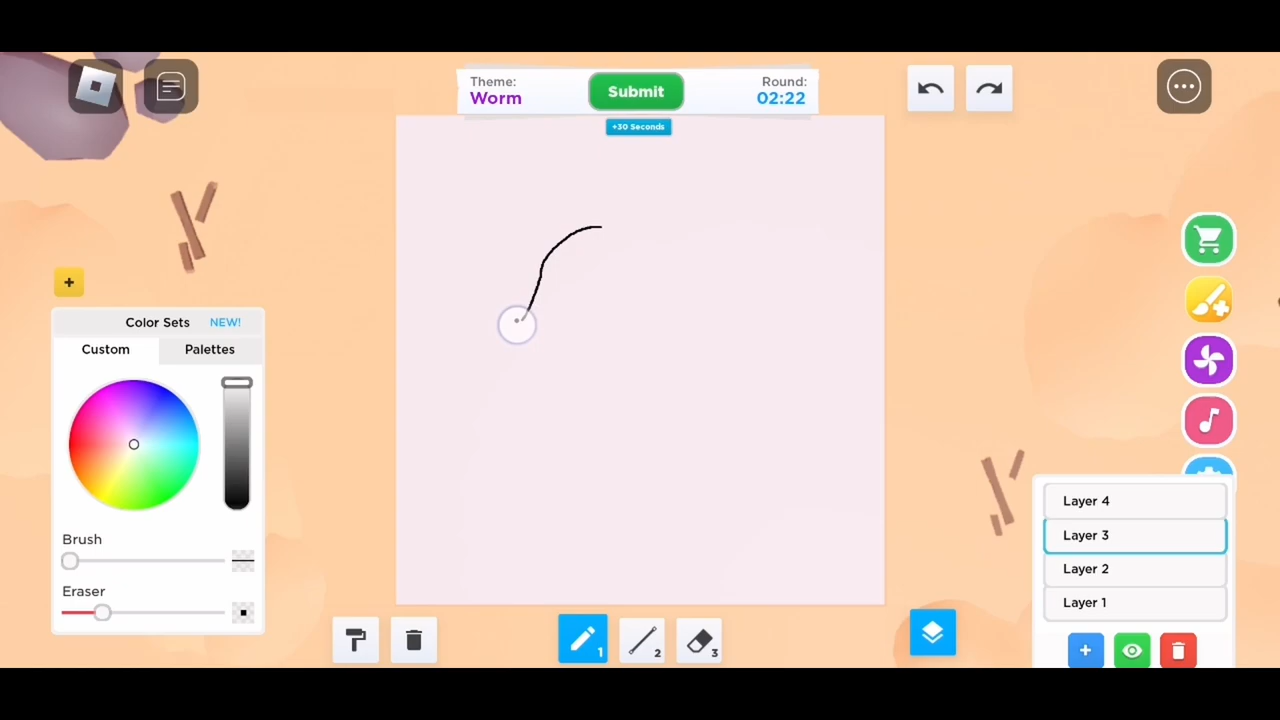 Theme:
Worm
Submit
Round:
02:22
+30 Seconds
+
Color Sets NEW!
Custom Palettes
Brush
Eraser
Layer 4
Layer 3
Layer 2
Layer 1
1
2
3
+